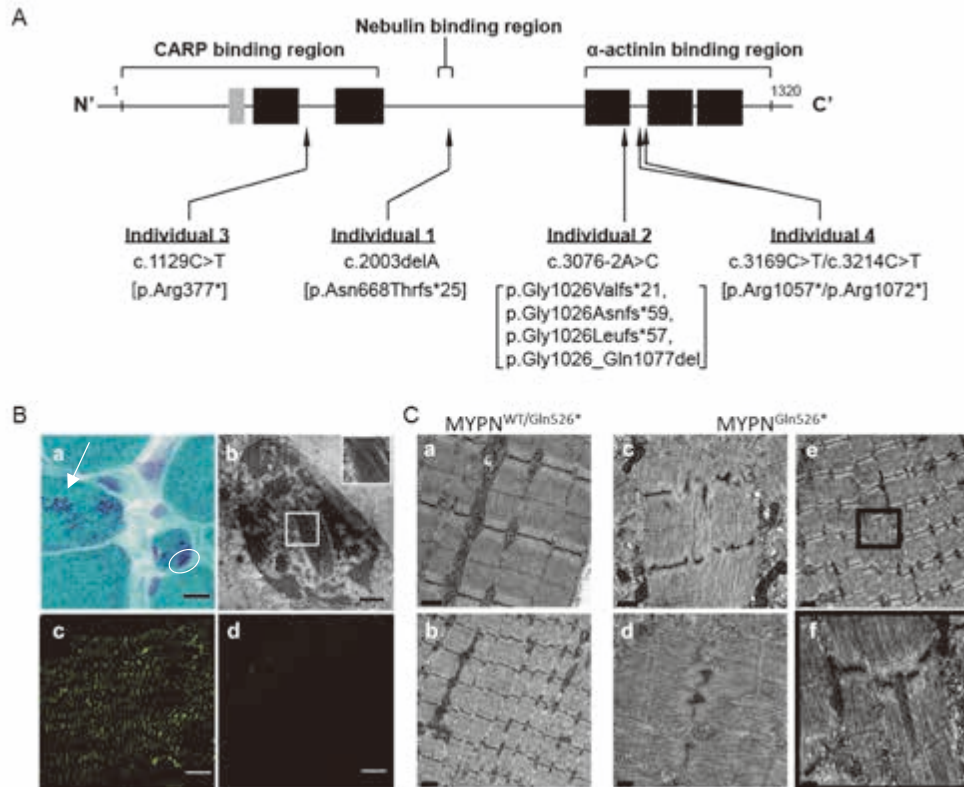 A
Nebulin binding region
CARP binding region
α-actinin binding region
1
1320
N'
C'
Individual 3
c.1129C>T
[p.Arg377*]
Individual 1
c.2003delA
[p.Asn668Thrfs*25]
Individual 2
c.3076-2A>C
p.Gly1026Valfs*21,
p.Gly1026Asnfs*59,
p.Gly1026Leufs*57,
p.Gly1026_Gln1077del
Individual 4
c.3169C>T/c.3214C>T
[p.Arg1057*/p.Arg1072*]
B
a
b
c
d
C
MYPN^WT/Gln526*
MYPN^Gln526*
a
c
e
b
d
f